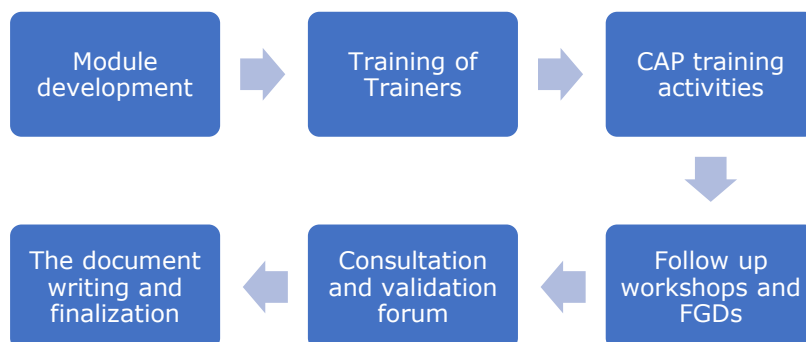 Module
development
Training of
Trainers
CAP training
activities
Follow up
workshops and
FGDs
Consultation
and validation
forum
The document
writing and
finalization